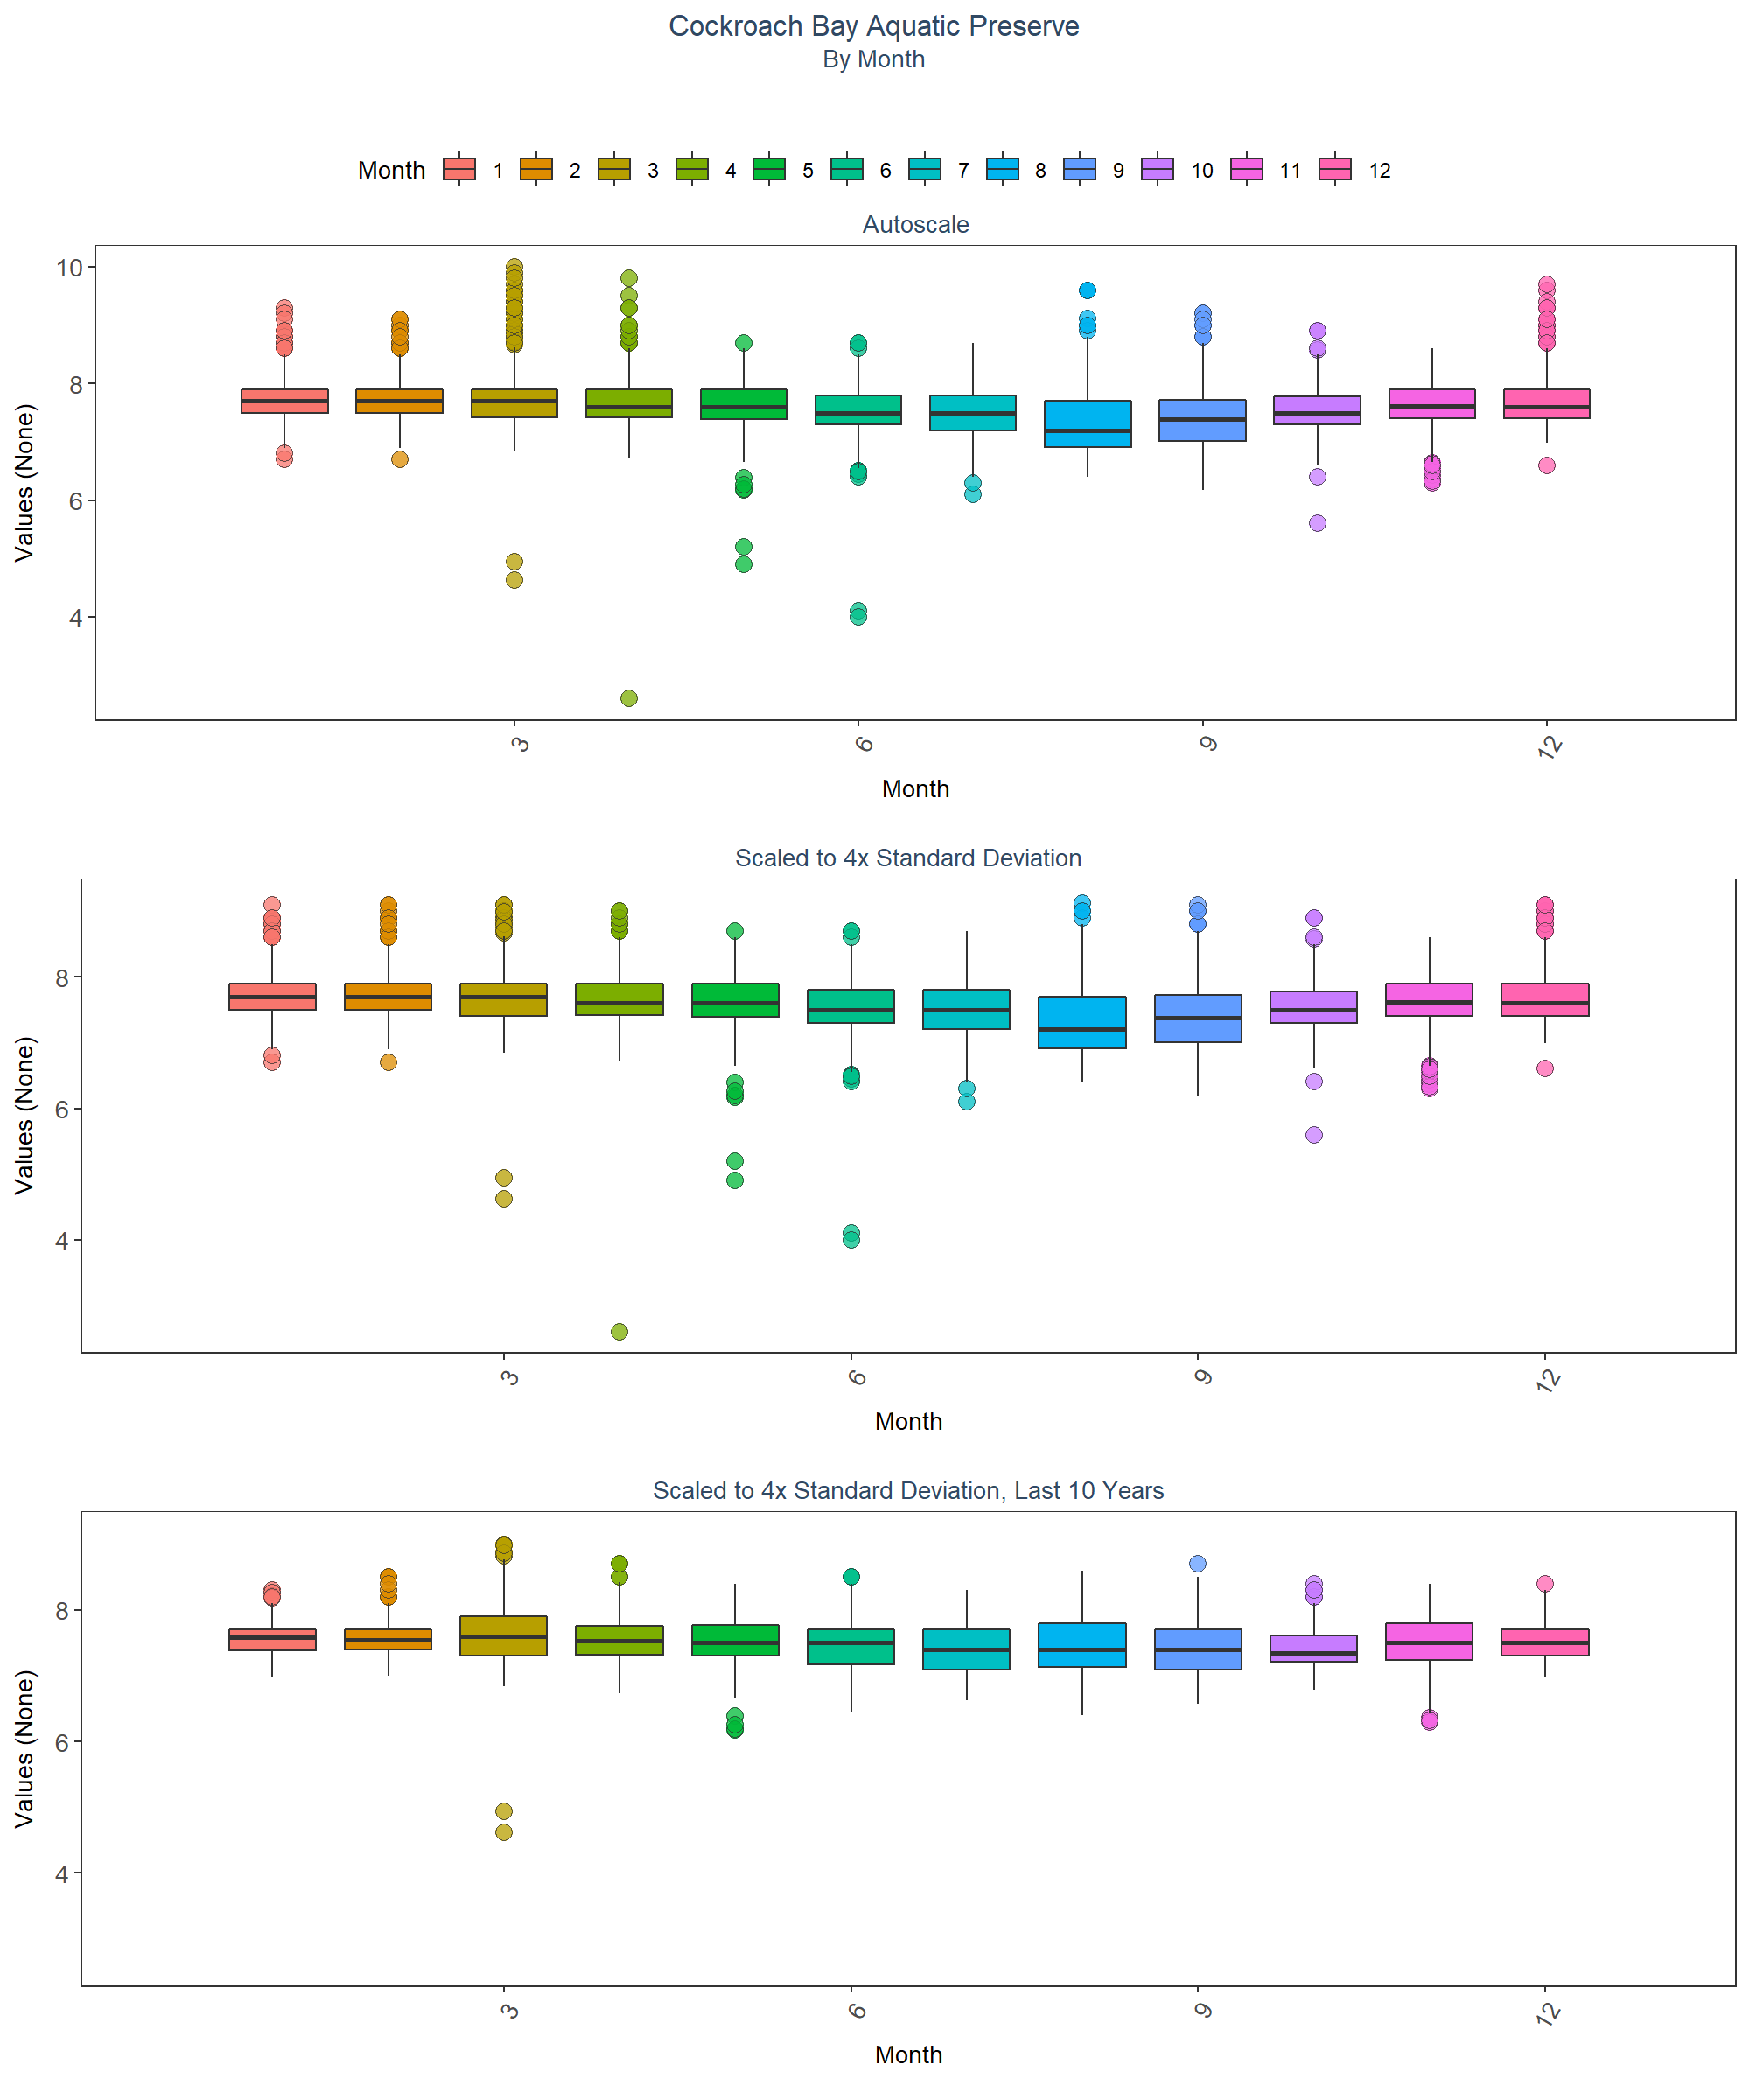 Cockroach Bay Aquatic Preserve
By Month
Month 1 2 3 4 5 6 7 8 9 10 11 12
Autoscale
Values (None)
10
8
6
4
3 6 9 12
Month
Scaled to 4x Standard Deviation
Values (None)
8
6
4
3 6 9 12
Month
Scaled to 4x Standard Deviation, Last 10 Years
Values (None)
8
6
4
3 6 9 12
Month